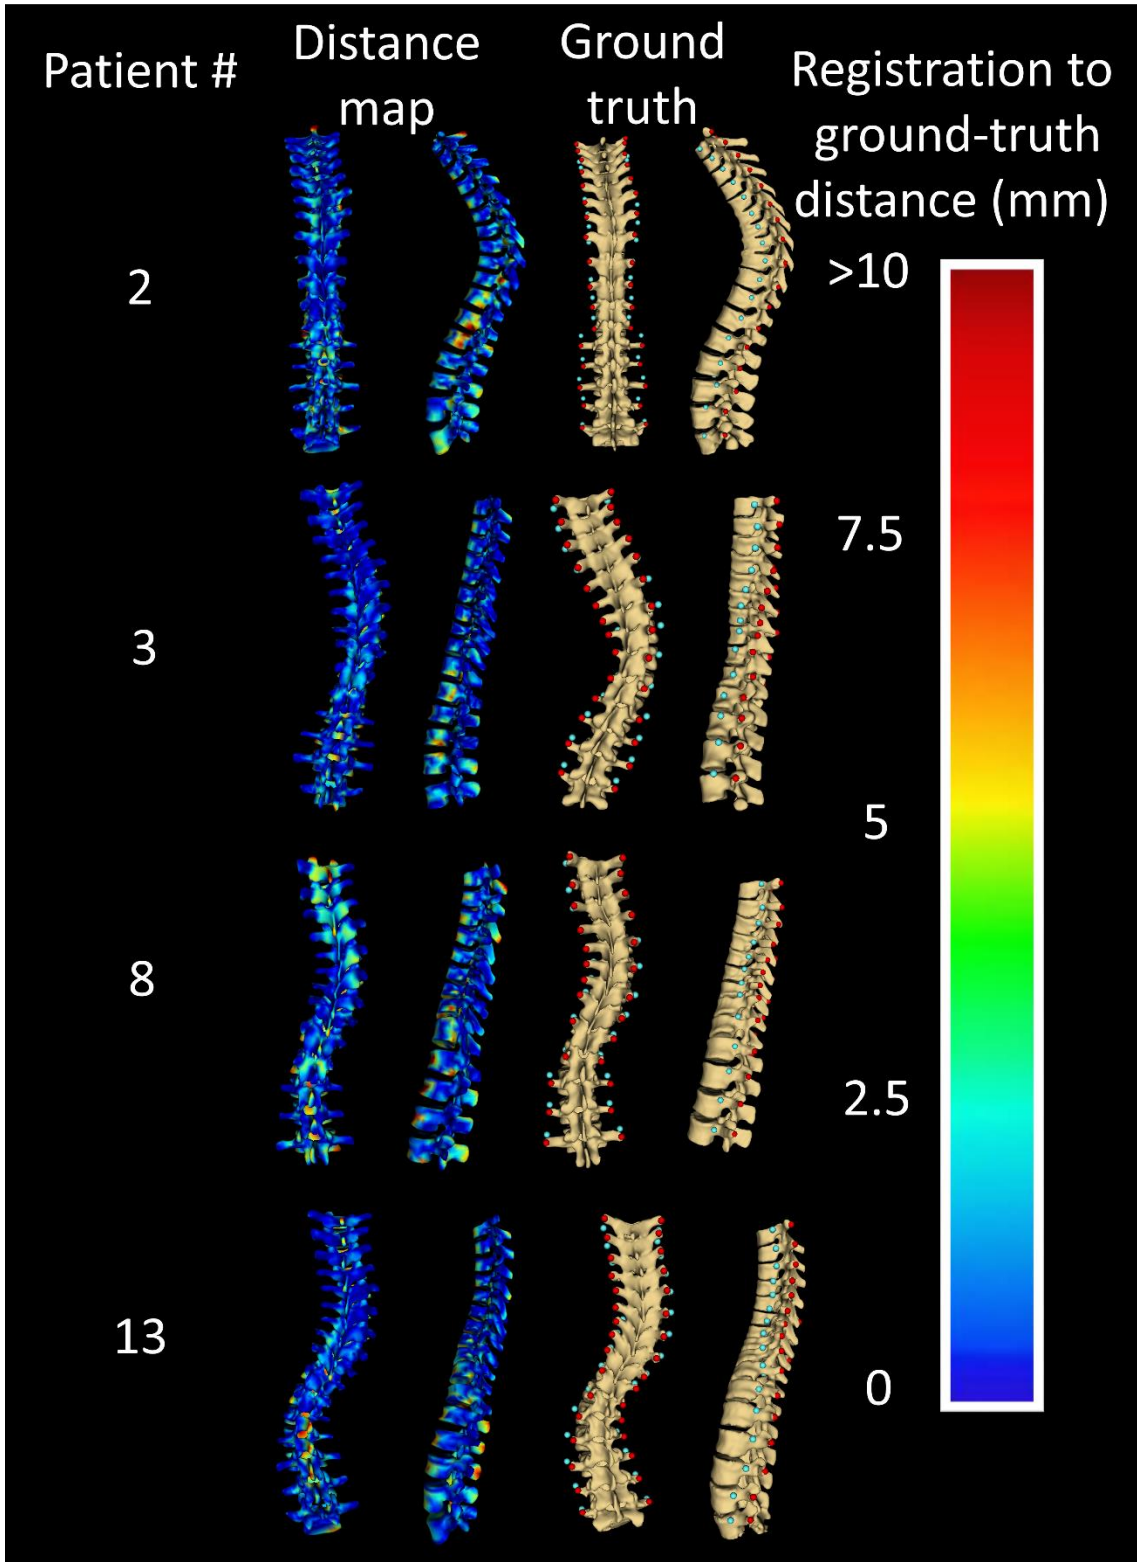 Patient #
Distance
map
Ground
truth
Registration to
ground-truth
distance (mm)
2
>10
7.5
3
5
8
2.5
13
0